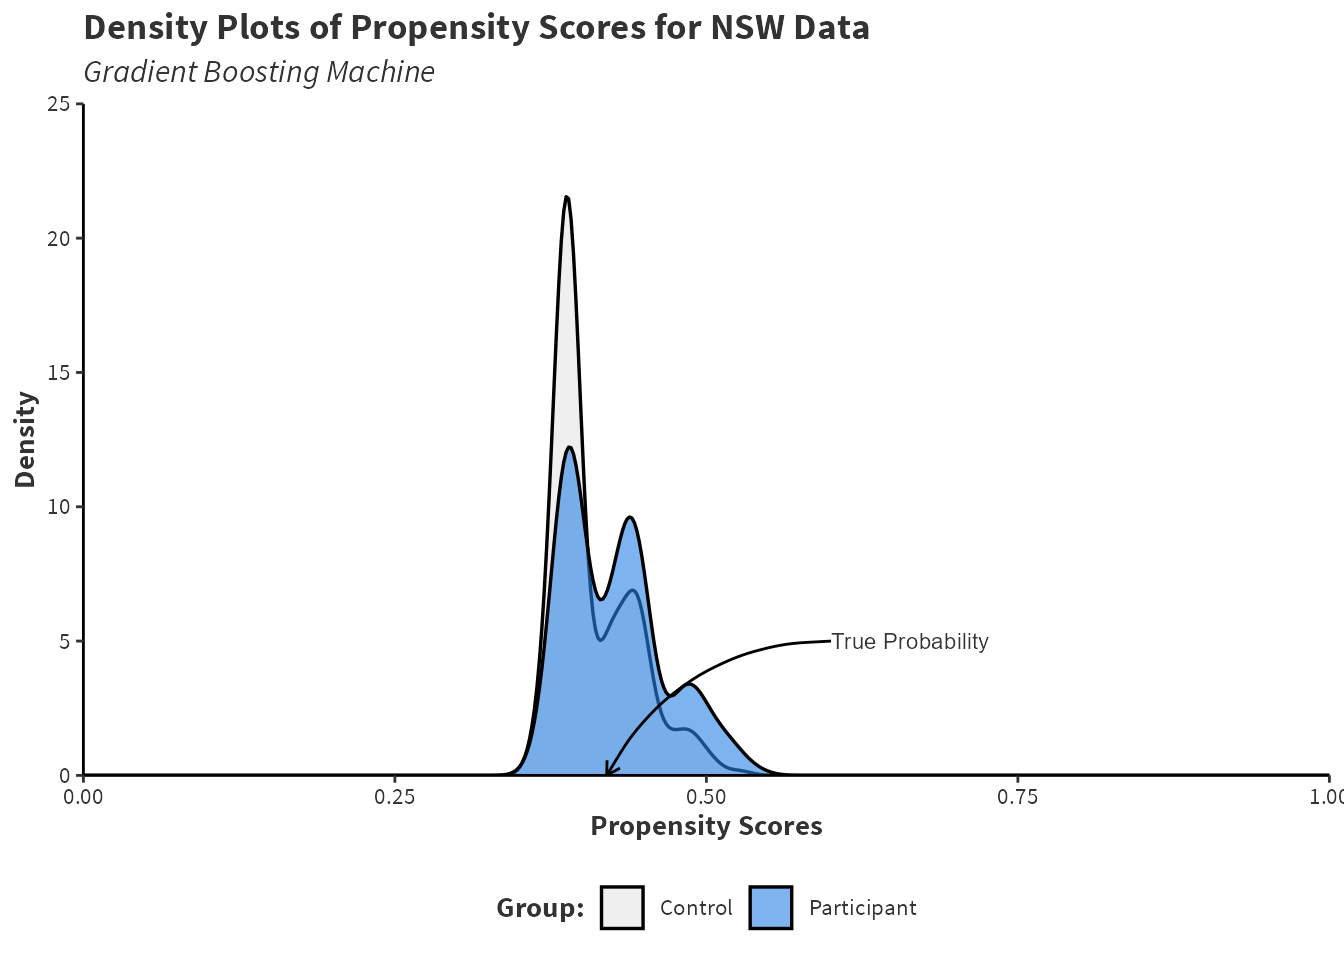 Density Plots of Propensity Scores for NSW Data
Gradient Boosting Machine
25
20
15
10
5
0
Density
True Probability
0.00 0.25 0.50 0.75 1.00
Propensity Scores
Group: Control Participant